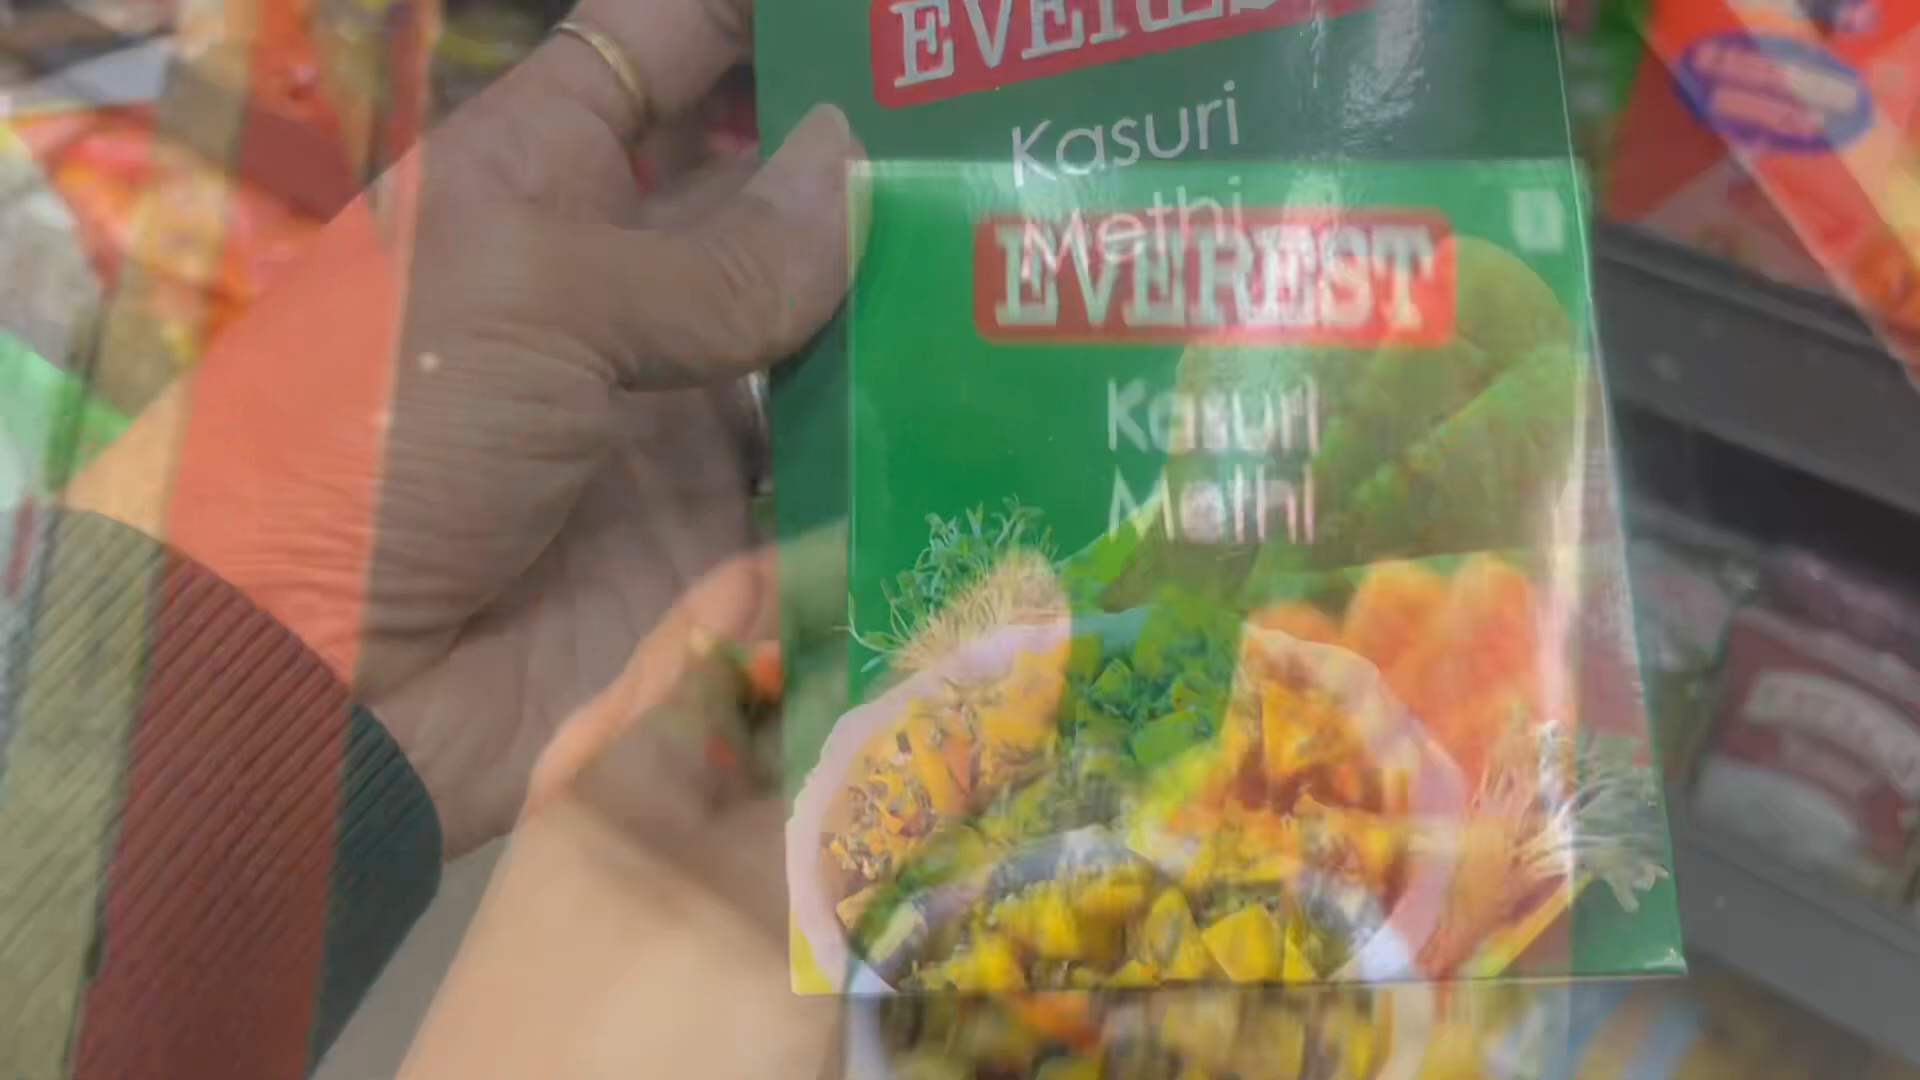 EVEREST
Kasuri
Methi
EVEREST
Kasuri
Methi